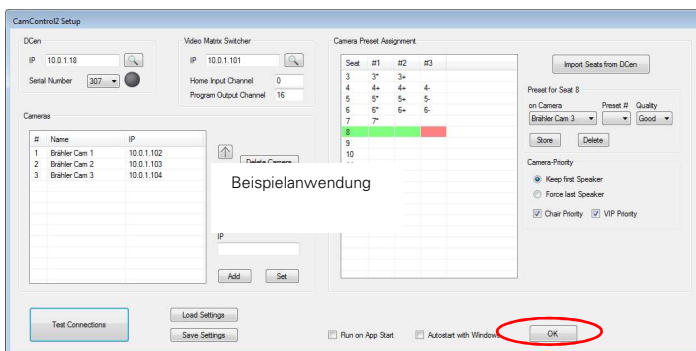 CamControl2 Setup
DCen
IP 10.0.1.18
Serial Number 307
Video Matrix Switcher
IP 10.0.1.101
Home Input Channel 0
Program Output Channel 16
Cameras
# Name IP
1 Brähler Cam 1 10.0.1.102
2 Brähler Cam 2 10.0.1.103
3 Brähler Cam 3 10.0.1.104
Delete Camera
Beispielanwendung
IP
Add Set
Camera Preset Assignment
Seat #1 #2 #3
3 3* 3+
4 4+ 4+ 4-
5 5* 5+ 5-
6 6* 6+ 6-
7 7*
8
9
10
Import Seats from DCen
Preset for Seat 8
on Camera Preset # Quality
Brähler Cam 3 Good
Store Delete
Camera-Priority
Keep first Speaker
Force last Speaker
Chair Priority VIP Priority
Test Connections
Load Settings
Save Settings
Run on App Start Autostart with Windows OK